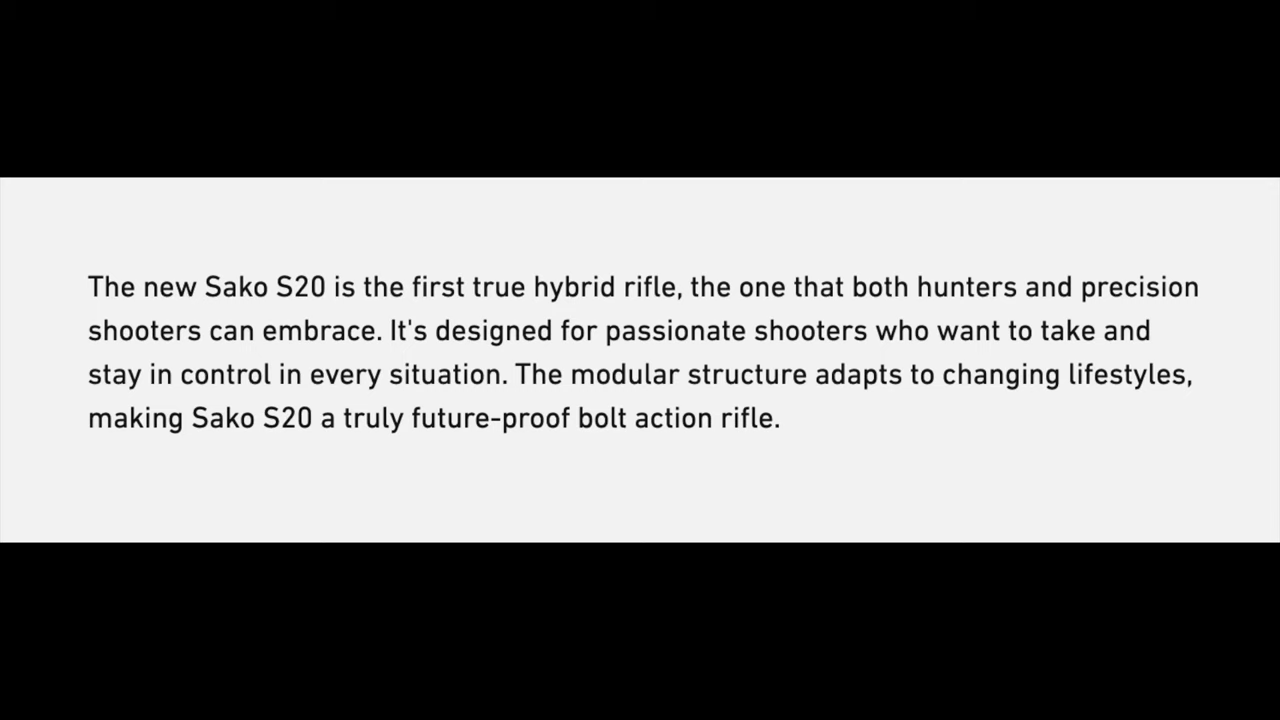 The new Sako S20 is the first true hybrid rifle, the one that both hunters and precision
shooters can embrace. It's designed for passionate shooters who want to take and
stay in control in every situation. The modular structure adapts to changing lifestyles,
making Sako S20 a truly future-proof bolt action rifle.